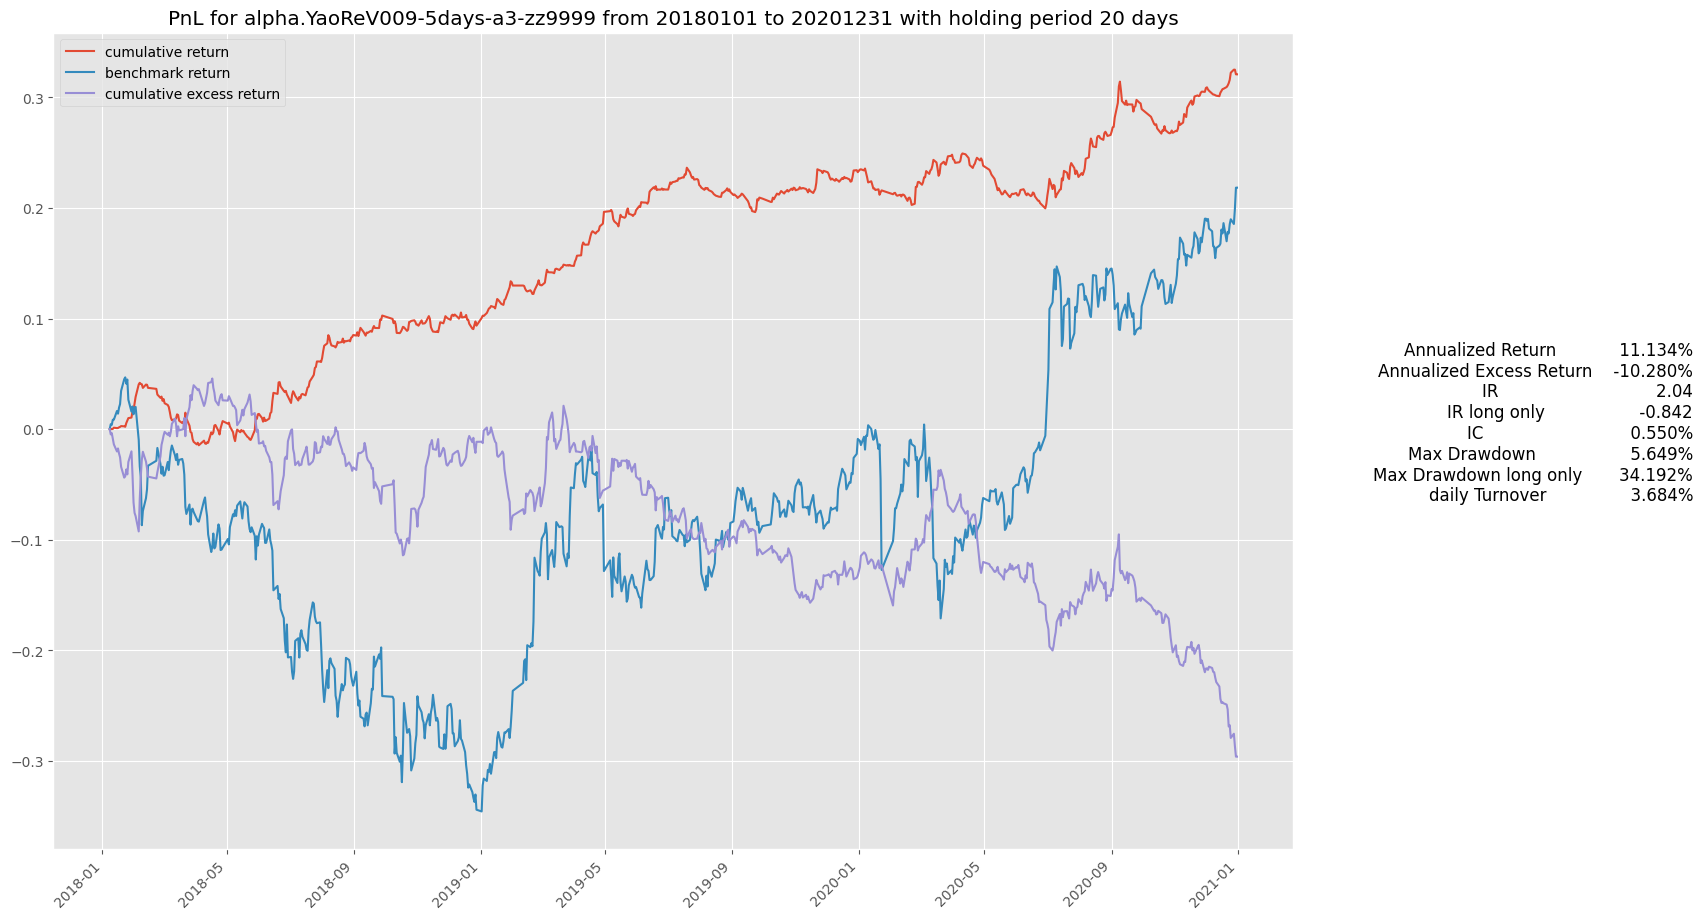 PnL for alpha.YaoReV009-5days-a3-zz9999 from 20180101 to 20201231 with holding period 20 days
cumulative return
benchmark return
cumulative excess return
0.3
0.2
0.1
0.0
−0.1
−0.2
−0.3
Annualized Return 11.134%
Annualized Excess Return -10.280%
IR 2.04
IR long only -0.842
IC 0.550%
Max Drawdown 5.649%
Max Drawdown long only 34.192%
daily Turnover 3.684%
2018-01
2018-05
2018-09
2019-01
2019-05
2019-09
2020-01
2020-05
2020-09
2021-01